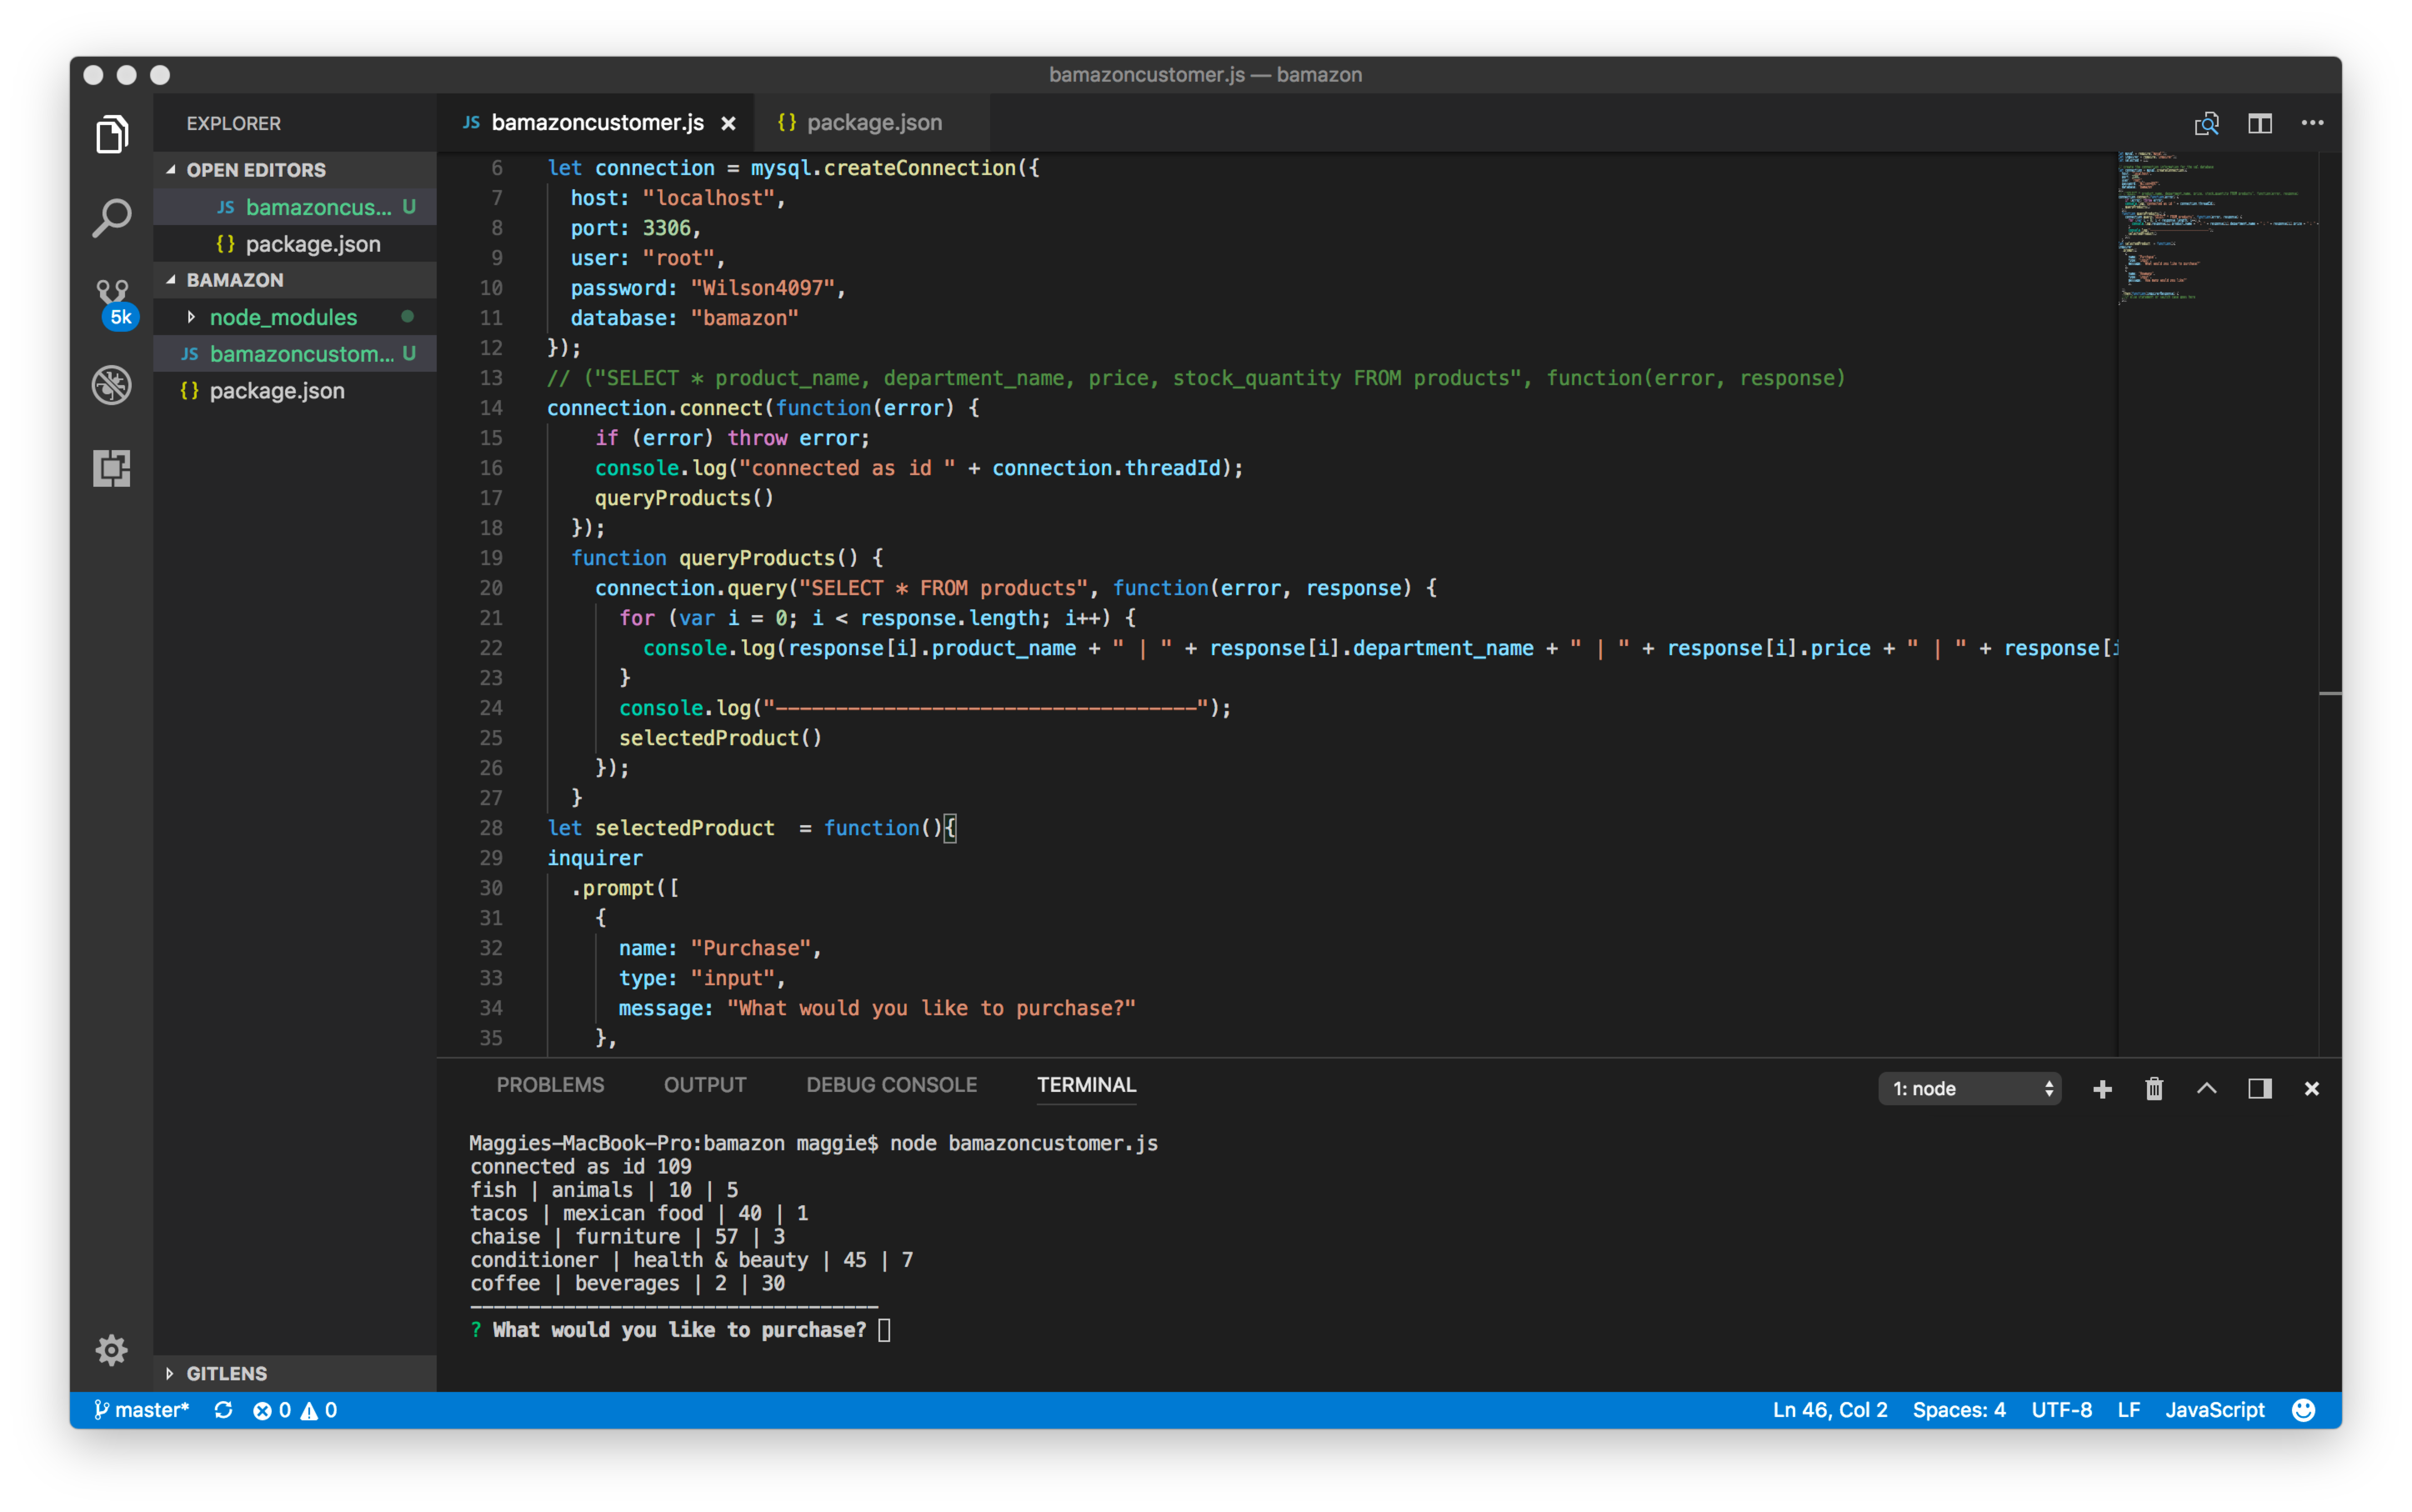 bamazoncustomer.js — bamazon
EXPLORER
OPEN EDITORS
JS bamazoncus... U
{} package.json
BAMAZON
node_modules
JS bamazoncustom... U
{} package.json
GITLENS
5k
JS bamazoncustomer.js ×
{} package.json
6 let connection = mysql.createConnection({
7 host: "localhost",
8 port: 3306,
9 user: "root",
10 password: "Wilson4097",
11 database: "bamazon"
12 });
13 // ("SELECT * product_name, department_name, price, stock_quantity FROM products", function(error, response)
14 connection.connect(function(error) {
15 if (error) throw error;
16 console.log("connected as id " + connection.threadId);
17 queryProducts()
18 });
19 function queryProducts() {
20 connection.query("SELECT * FROM products", function(error, response) {
21 for (var i = 0; i < response.length; i++) {
22 console.log(response[i].product_name + " | " + response[i].department_name + " | " + response[i].price + " | " + response[i
23 }
24 console.log("-----------------------------------");
25 selectedProduct()
26 });
27 }
28 let selectedProduct  = function(){
29 inquirer
30 .prompt([
31 {
32 name: "Purchase",
33 type: "input",
34 message: "What would you like to purchase?"
35 },
PROBLEMS OUTPUT DEBUG CONSOLE TERMINAL
1: node
Maggies-MacBook-Pro:bamazon maggie$ node bamazoncustomer.js
connected as id 109
fish | animals | 10 | 5
tacos | mexican food | 40 | 1
chaise | furniture | 57 | 3
conditioner | health & beauty | 45 | 7
coffee | beverages | 2 | 30
-----------------------------------
? What would you like to purchase?
master* 0 0
Ln 46, Col 2 Spaces: 4 UTF-8 LF JavaScript